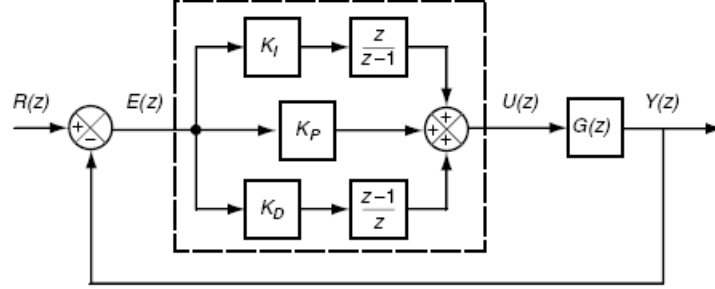 K_I
z
z−1
R(z)
E(z)
+
−
K_P
+
+
+
U(z)
G(z)
Y(z)
K_D
z−1
z